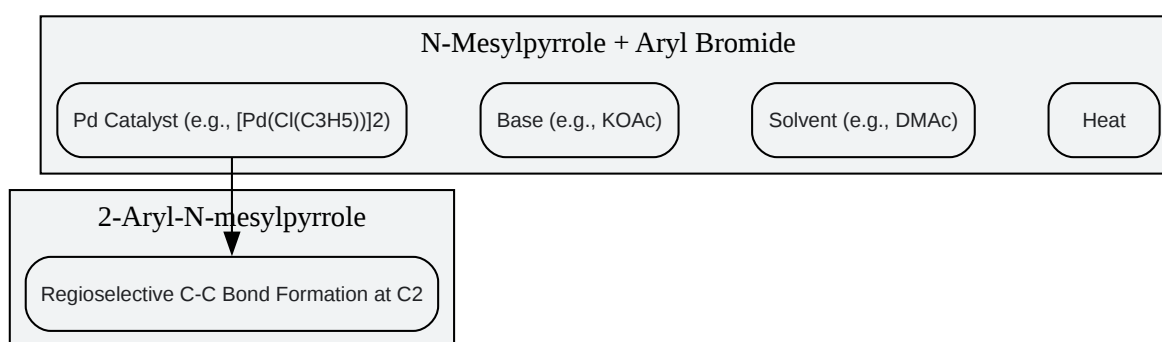 N-Mesylpyrrole + Aryl Bromide
Pd Catalyst (e.g., [Pd(Cl(C3H5))]2)
Base (e.g., KOAc)
Solvent (e.g., DMAc)
Heat
2-Aryl-N-mesylpyrrole
Regioselective C-C Bond Formation at C2